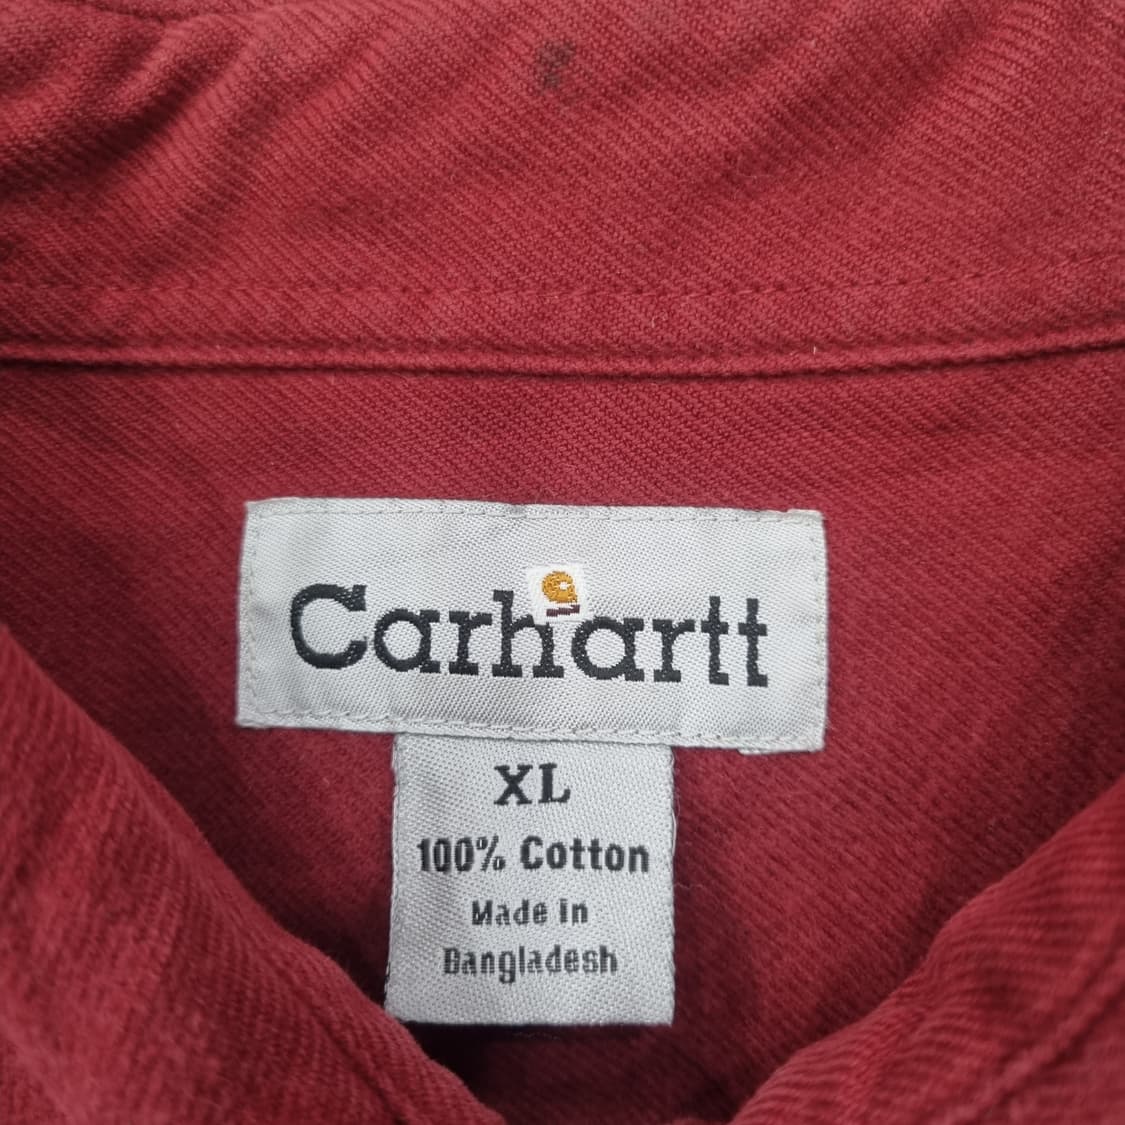 Carhartt
XL
100% Cotton
Made in
Bangladesh